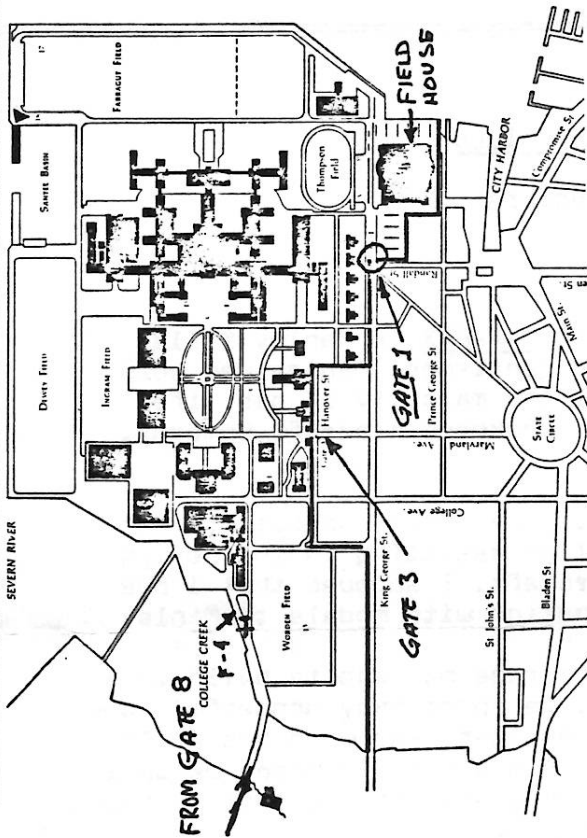 SEVERN RIVER
SANTEE BASIN
17
FARRAGUT FIELD
DEWEY FIELD
INGRAM FIELD
Thompson Field
FIELD HOUSE
CITY HARBOR
Compromise St
Randall St
GATE 1
Main St.
Hanover St
Prince George St
STATE CIRCLE
Maryland Ave.
College Ave.
King George St.
GATE 3
WORDEN FIELD
St John's St.
Bladen St
FROM GATE 8
COLLEGE CREEK
F-4